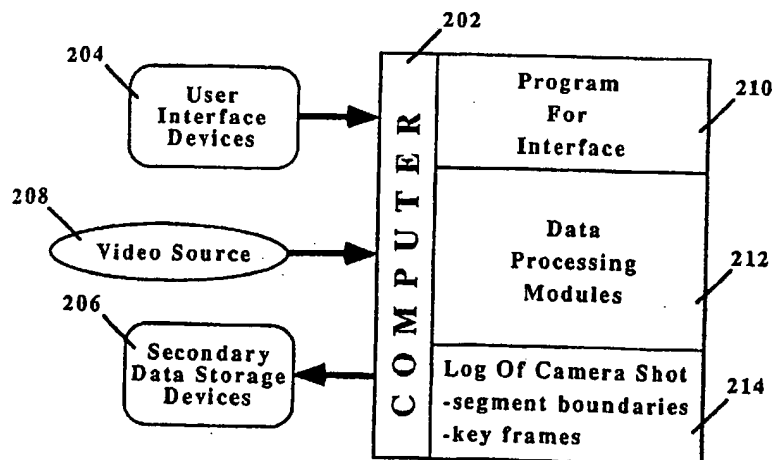 202
204
User
Interface
Devices
208
Video Source
206
Secondary
Data Storage
Devices
COMPUTER
Program
For
Interface
210
Data
Processing
Modules
212
Log Of Camera Shot
-segment boundaries
-key frames
214